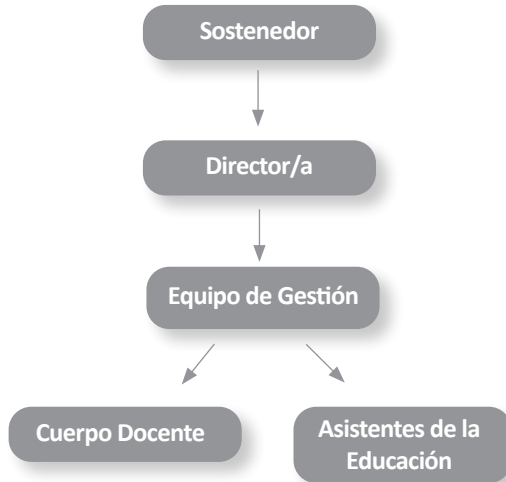 Sostenedor
Director/a
Equipo de Gestión
Cuerpo Docente
Asistentes de la
Educación